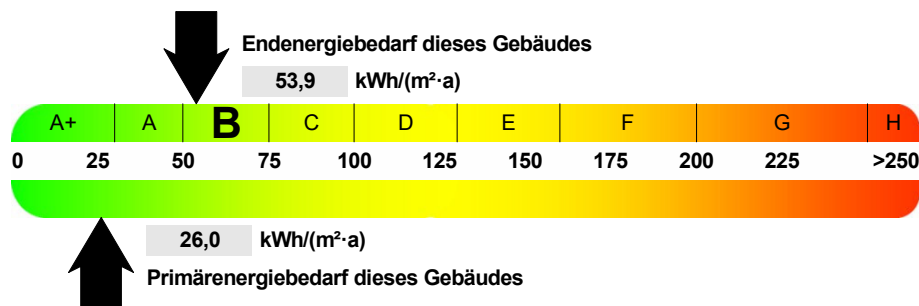 Endenergiebedarf dieses Gebäudes
53,9 kWh/(m²·a)
A+ A B C D E F G H
0 25 50 75 100 125 150 175 200 225 >250
26,0 kWh/(m²·a)
Primärenergiebedarf dieses Gebäudes